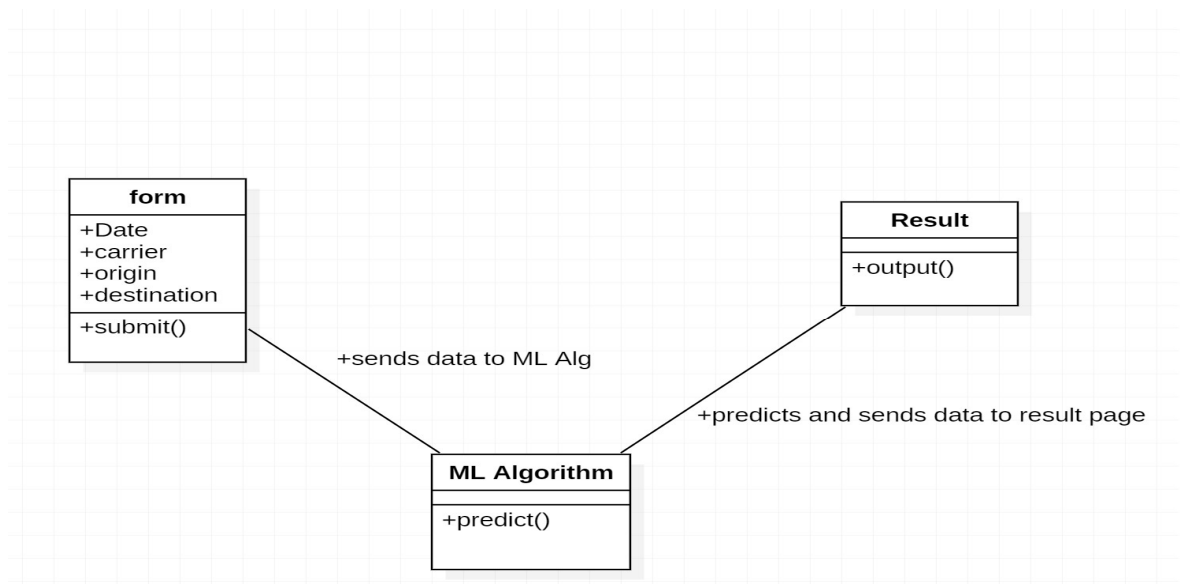 form
+Date
+carrier
+origin
+destination
+submit()
Result
+output()
+sends data to ML Alg
+predicts and sends data to result page
ML Algorithm
+predict()